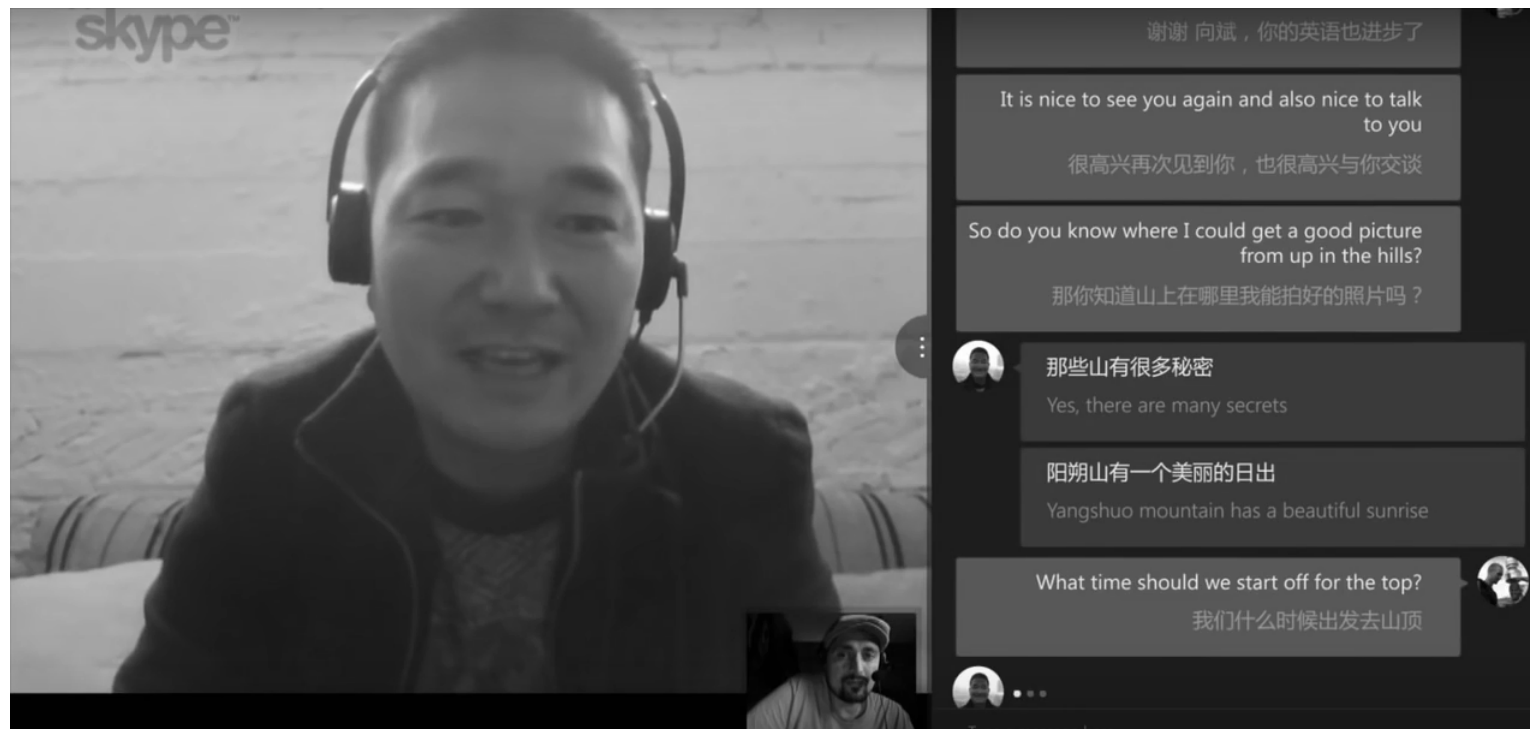 skype™
谢谢 向斌，你的英语也进步了
It is nice to see you again and also nice to talk
to you
很高兴再次见到你，也很高兴与你交谈
So do you know where I could get a good picture
from up in the hills?
那你知道山上在哪里我能拍好的照片吗？
那些山有很多秘密
Yes, there are many secrets
阳朔山有一个美丽的日出
Yangshuo mountain has a beautiful sunrise
What time should we start off for the top?
我们什么时候出发去山顶